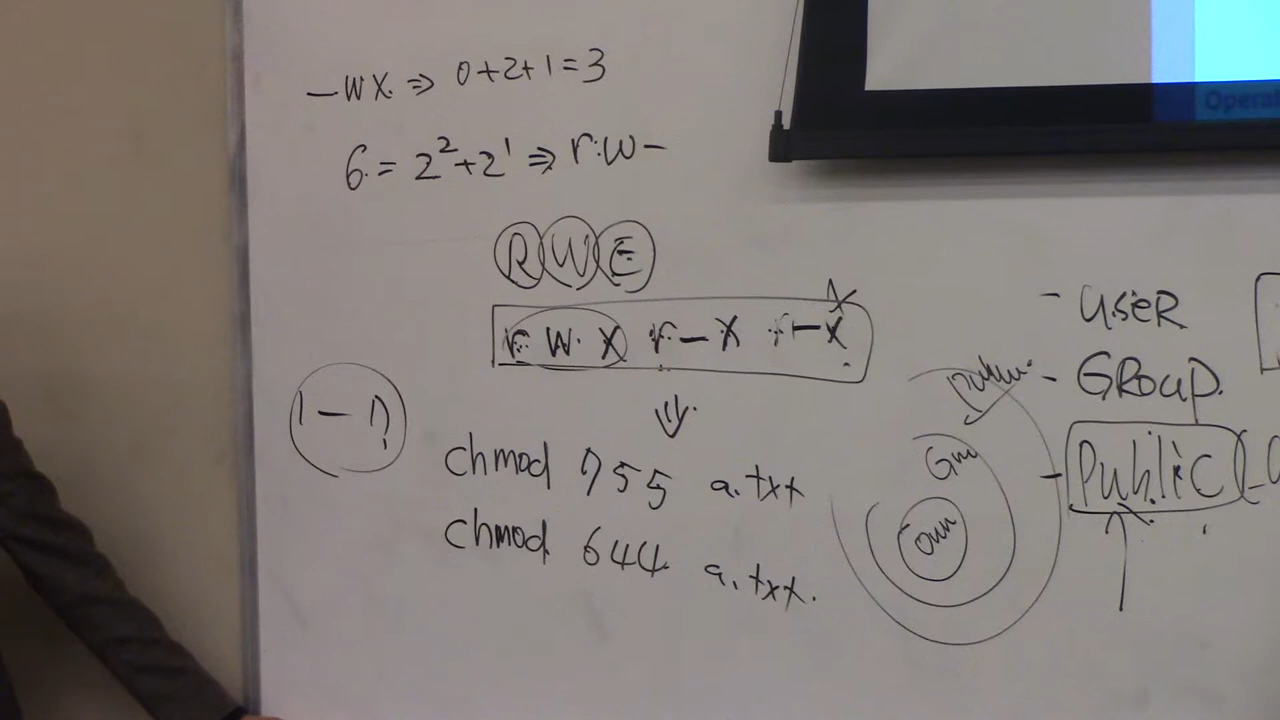 -wx ⇒ 0+2+1=3
6 = 2²+2¹ ⇒ rw-
R W E
rwx r-x r-x
1-7
chmod 755 a.txt
chmod 644 a.txt.
- USER
- GROUP.
- Public
Own
Opera